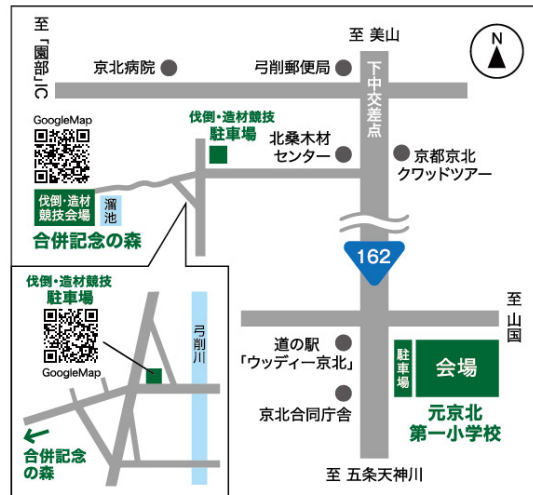 至「園部」IC
京北病院
弓削郵便局
至 美山
下中交差点
N
GoogleMap
伐倒・造材競技
駐車場
北桑木材
センター
京都京北
クワッドツアー
伐倒・造材
競技会場
溜池
合併記念の森
162
伐倒・造材競技
駐車場
GoogleMap
弓削川
合併記念
の森
至 山国
道の駅
「ウッディー京北」
駐車場
会場
京北合同庁舎
元京北
第一小学校
至 五条天神川